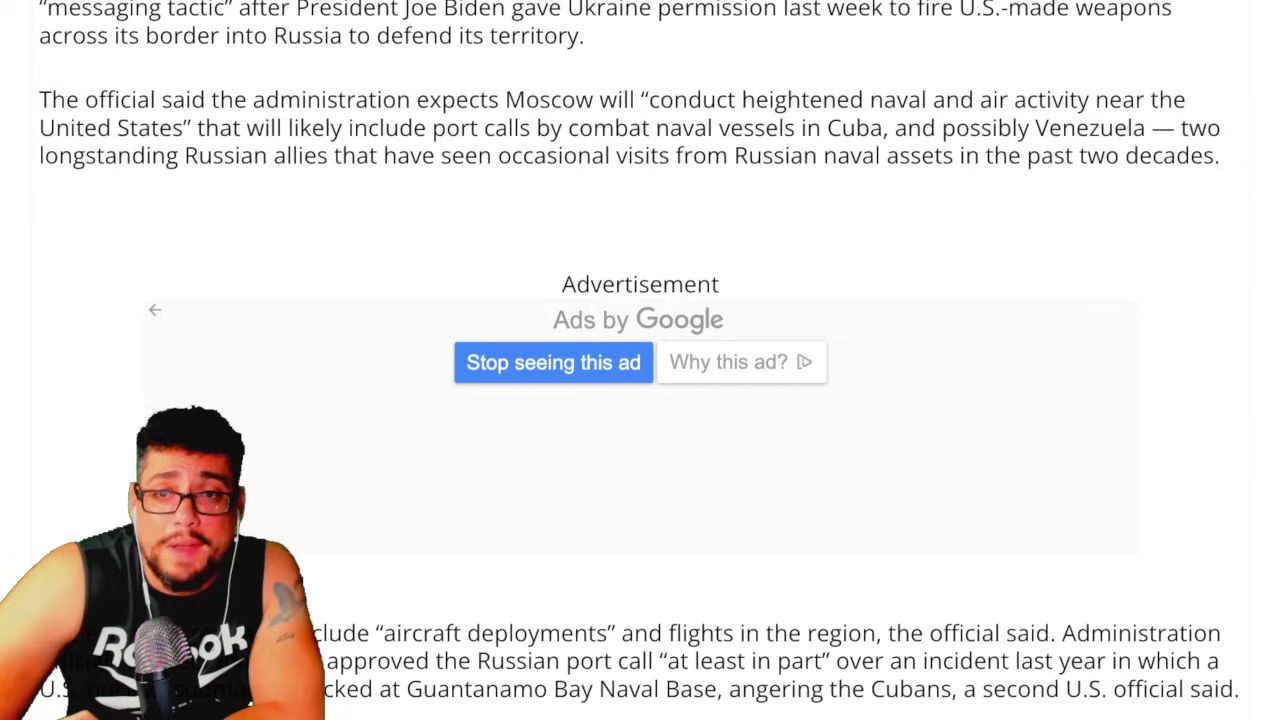 “messaging tactic” after President Joe Biden gave Ukraine permission last week to fire U.S.-made weapons
across its border into Russia to defend its territory.
The official said the administration expects Moscow will “conduct heightened naval and air activity near the
United States” that will likely include port calls by combat naval vessels in Cuba, and possibly Venezuela — two
longstanding Russian allies that have seen occasional visits from Russian naval assets in the past two decades.
Advertisement
Ads by Google
Stop seeing this ad
Why this ad?
clude “aircraft deployments” and flights in the region, the official said. Administration
approved the Russian port call “at least in part” over an incident last year in which a
U.S. cked at Guantanamo Bay Naval Base, angering the Cubans, a second U.S. official said.
Reebok